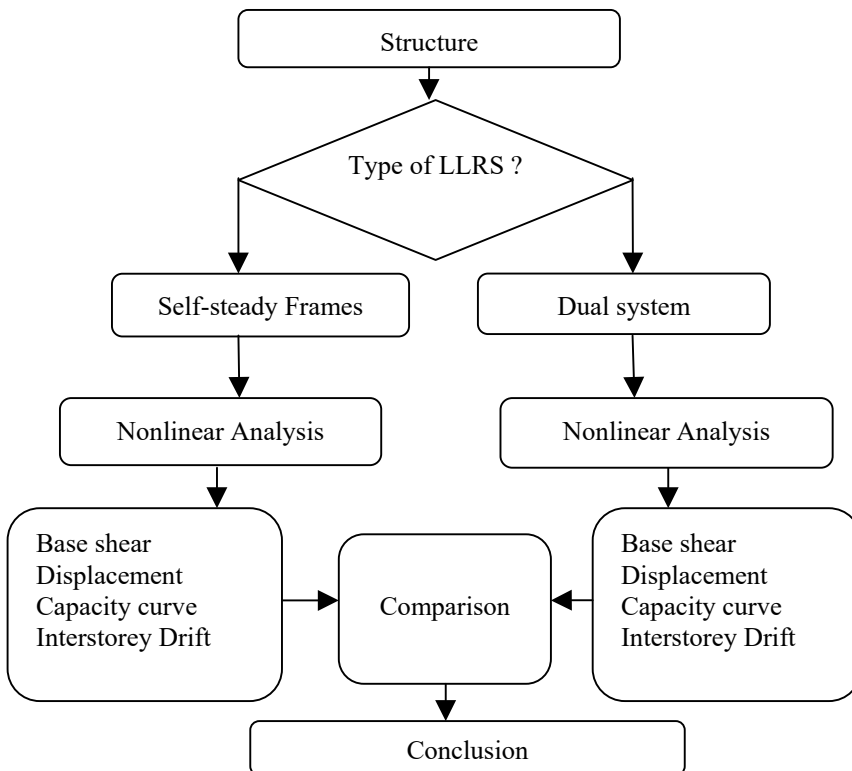 Structure
Type of LLRS ?
Self-steady Frames
Dual system
Nonlinear Analysis
Nonlinear Analysis
Base shear
Displacement
Capacity curve
Interstorey Drift
Comparison
Base shear
Displacement
Capacity curve
Interstorey Drift
Conclusion